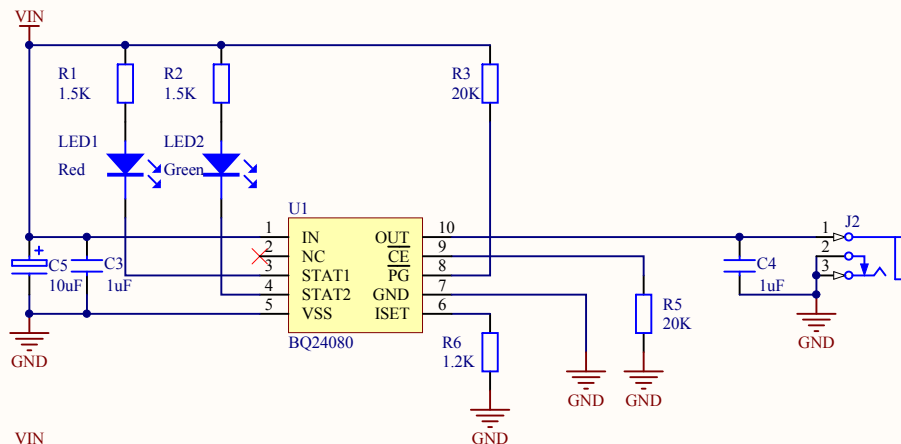 VIN
R1
1.5K
R2
1.5K
R3
20K
LED1
Red
LED2
Green
U1
1 IN OUT 10
2 NC CE 9
3 STAT1 PG 8
4 STAT2 GND 7
5 VSS ISET 6
BQ24080
+
C5
10uF
C3
1uF
GND
R6
1.2K
GND
GND
R5
20K
GND
C4
1uF
J2
1
2
3
GND
VIN